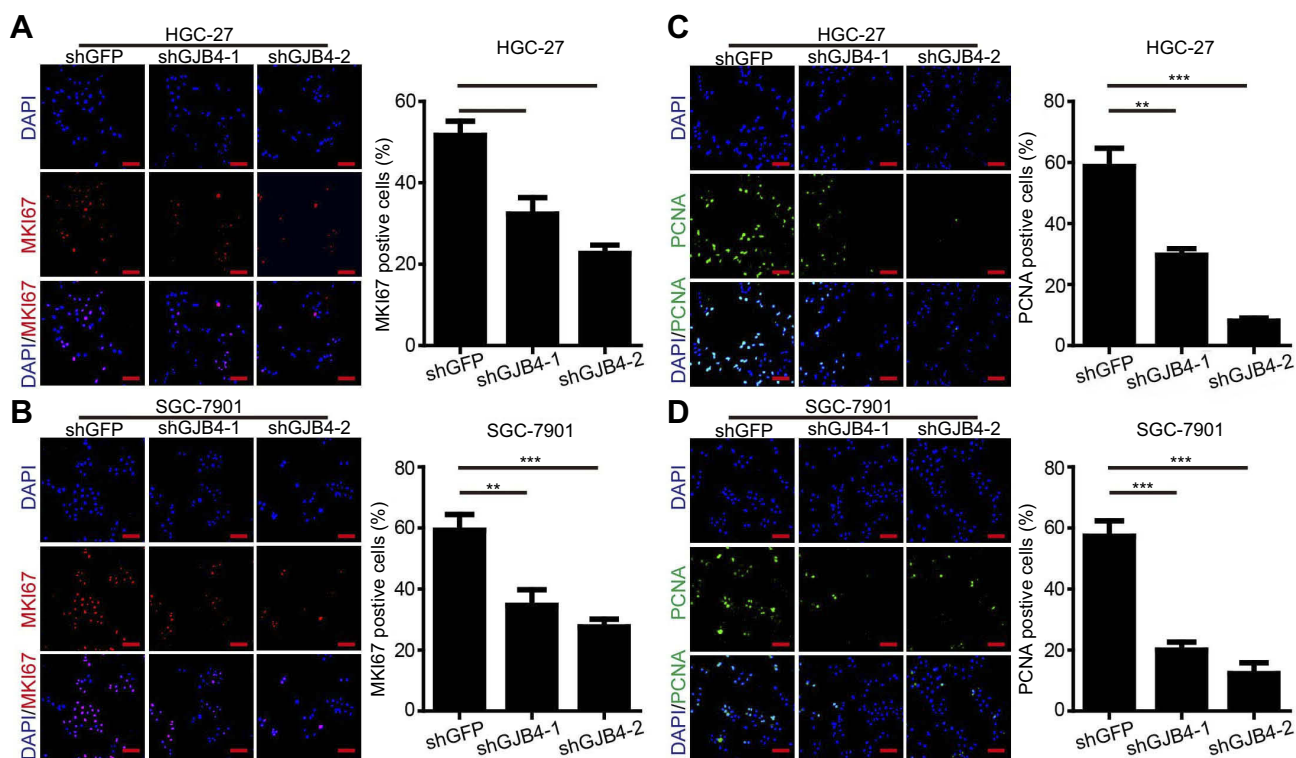 A
HGC-27
shGFP shGJB4-1 shGJB4-2
DAPI
MKI67
DAPI/MKI67
HGC-27
MKI67 postive cells (%)
60
40
20
0
shGFP shGJB4-1 shGJB4-2
C
HGC-27
shGFP shGJB4-1 shGJB4-2
DAPI
PCNA
DAPI/PCNA
HGC-27
PCNA postive cells (%)
***
**
80
60
40
20
0
shGFP shGJB4-1 shGJB4-2
B
SGC-7901
shGFP shGJB4-1 shGJB4-2
DAPI
MKI67
DAPI/MKI67
SGC-7901
MKI67 postive cells (%)
***
**
80
60
40
20
0
shGFP shGJB4-1 shGJB4-2
D
SGC-7901
shGFP shGJB4-1 shGJB4-2
DAPI
PCNA
DAPI/PCNA
SGC-7901
PCNA postive cells (%)
***
***
80
60
40
20
0
shGFP shGJB4-1 shGJB4-2